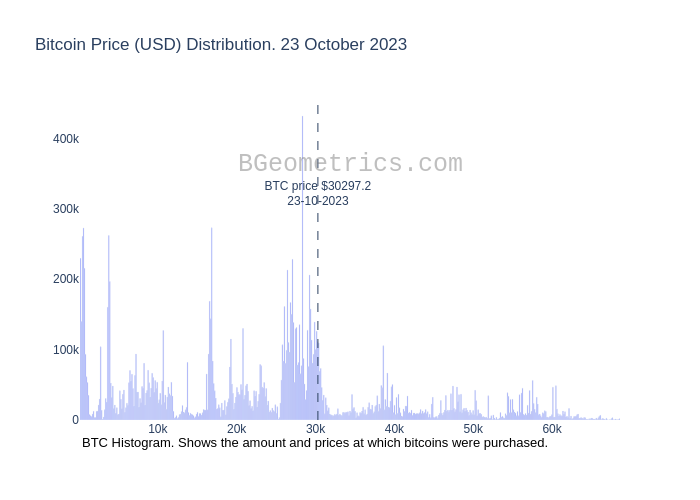 Bitcoin Price (USD) Distribution. 23 October 2023
400k
BGeometrics.com
BTC price $30297.2
23-10-2023
300k
200k
100k
0
10k
20k
30k
40k
50k
60k
BTC Histogram. Shows the amount and prices at which bitcoins were purchased.